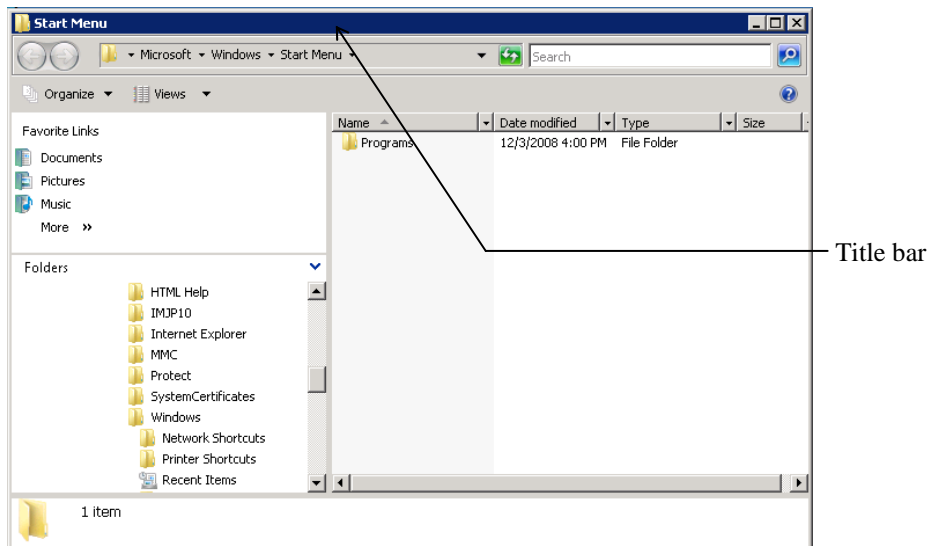 Start Menu
Microsoft Windows Start Menu Search
Organize Views
Favorite Links
Documents
Pictures
Music
More »
Name Date modified Type Size
Programs 12/3/2008 4:00 PM File Folder
Title bar
Folders
HTML Help
IMJP10
Internet Explorer
MMC
Protect
SystemCertificates
Windows
Network Shortcuts
Printer Shortcuts
Recent Items
1 item